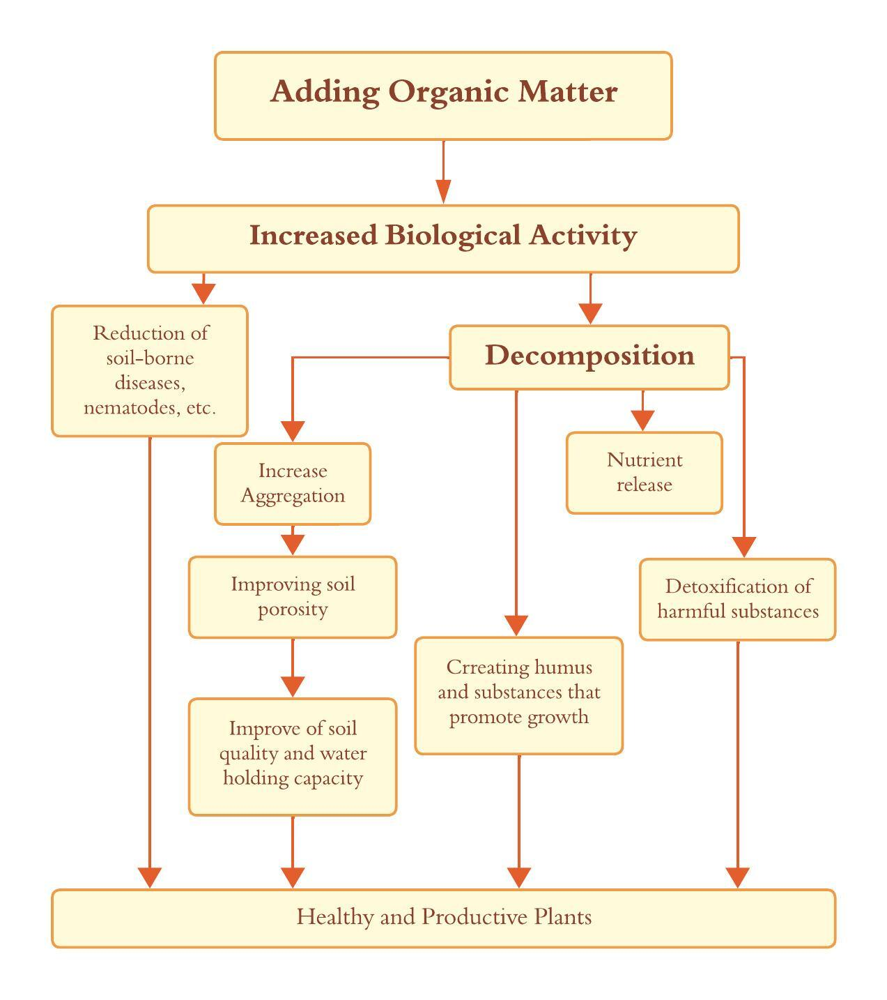 Adding Organic Matter
Increased Biological Activity
Reduction of
soil-borne
diseases,
nematodes, etc.
Decomposition
Increase
Aggregation
Nutrient
release
Improving soil
porosity
Detoxification of
harmful substances
Crreating humus
and substances that
promote growth
Improve of soil
quality and water
holding capacity
Healthy and Productive Plants